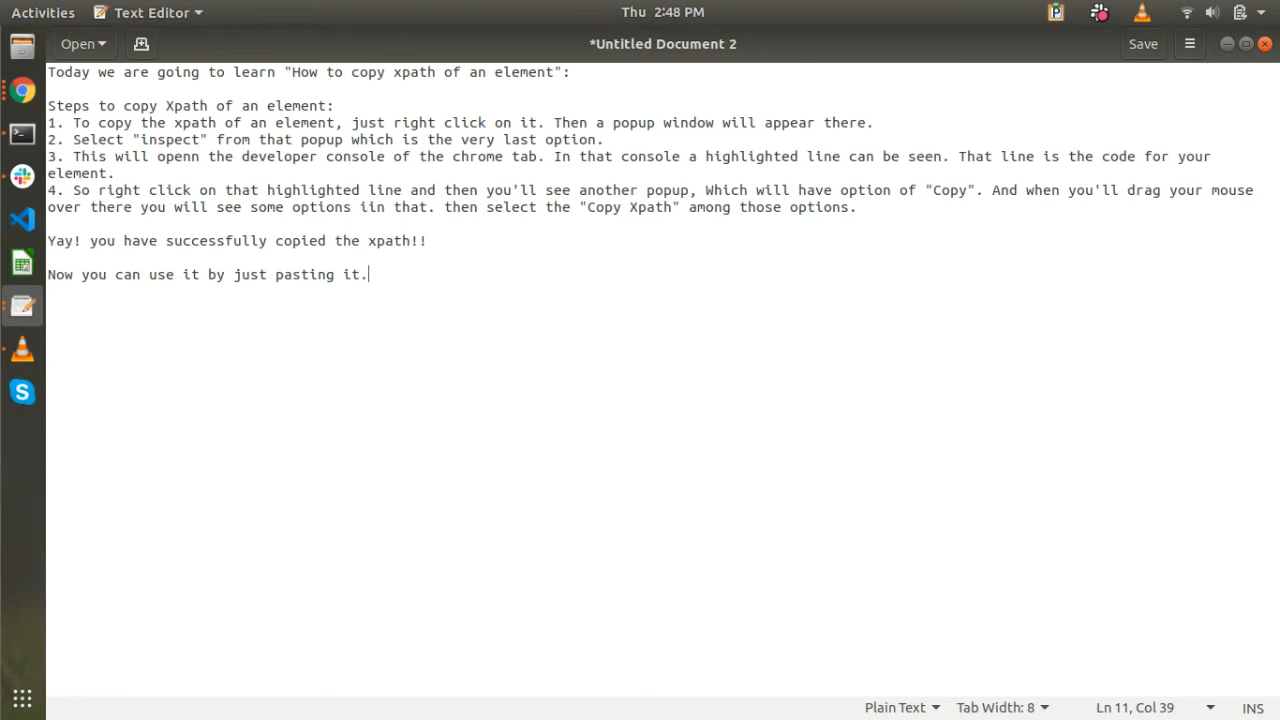 Activities Text Editor Thu 2:48 PM
Open *Untitled Document 2 Save
Today we are going to learn "How to copy xpath of an element":
Steps to copy Xpath of an element:
1. To copy the xpath of an element, just right click on it. Then a popup window will appear there.
2. Select "inspect" from that popup which is the very last option.
3. This will openn the developer console of the chrome tab. In that console a highlighted line can be seen. That line is the code for your
element.
4. So right click on that highlighted line and then you'll see another popup, Which will have option of "Copy". And when you'll drag your mouse
over there you will see some options iin that. then select the "Copy Xpath" among those options.
Yay! you have successfully copied the xpath!!
Now you can use it by just pasting it.
Plain Text Tab Width: 8 Ln 11, Col 39 INS